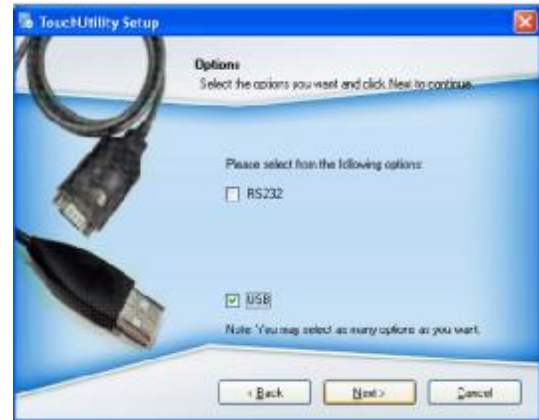 TouchUtility Setup
Options
Select the options you want and click Next to continue.
Please select from the following options:
RS232
USB
Note: You may select as many options as you want.
< Back
Next >
Cancel